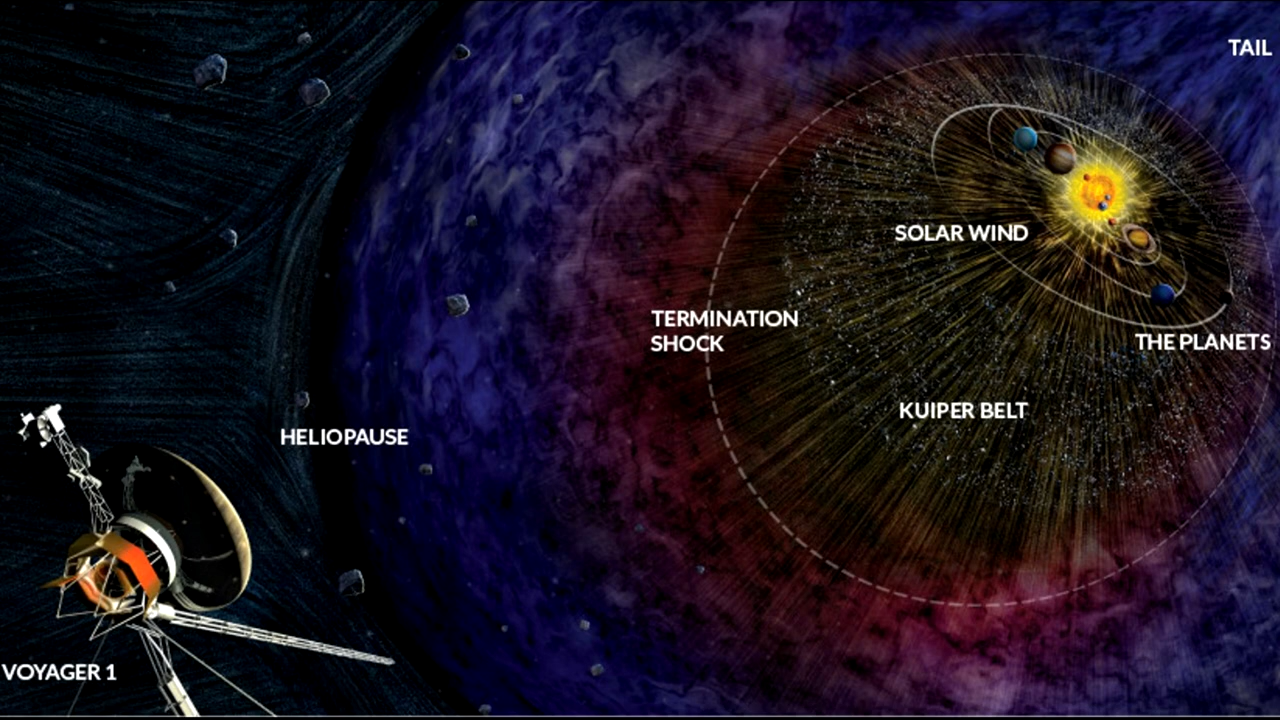 TAIL
SOLAR WIND
TERMINATION
SHOCK
THE PLANETS
KUIPER BELT
HELIOPAUSE
VOYAGER 1